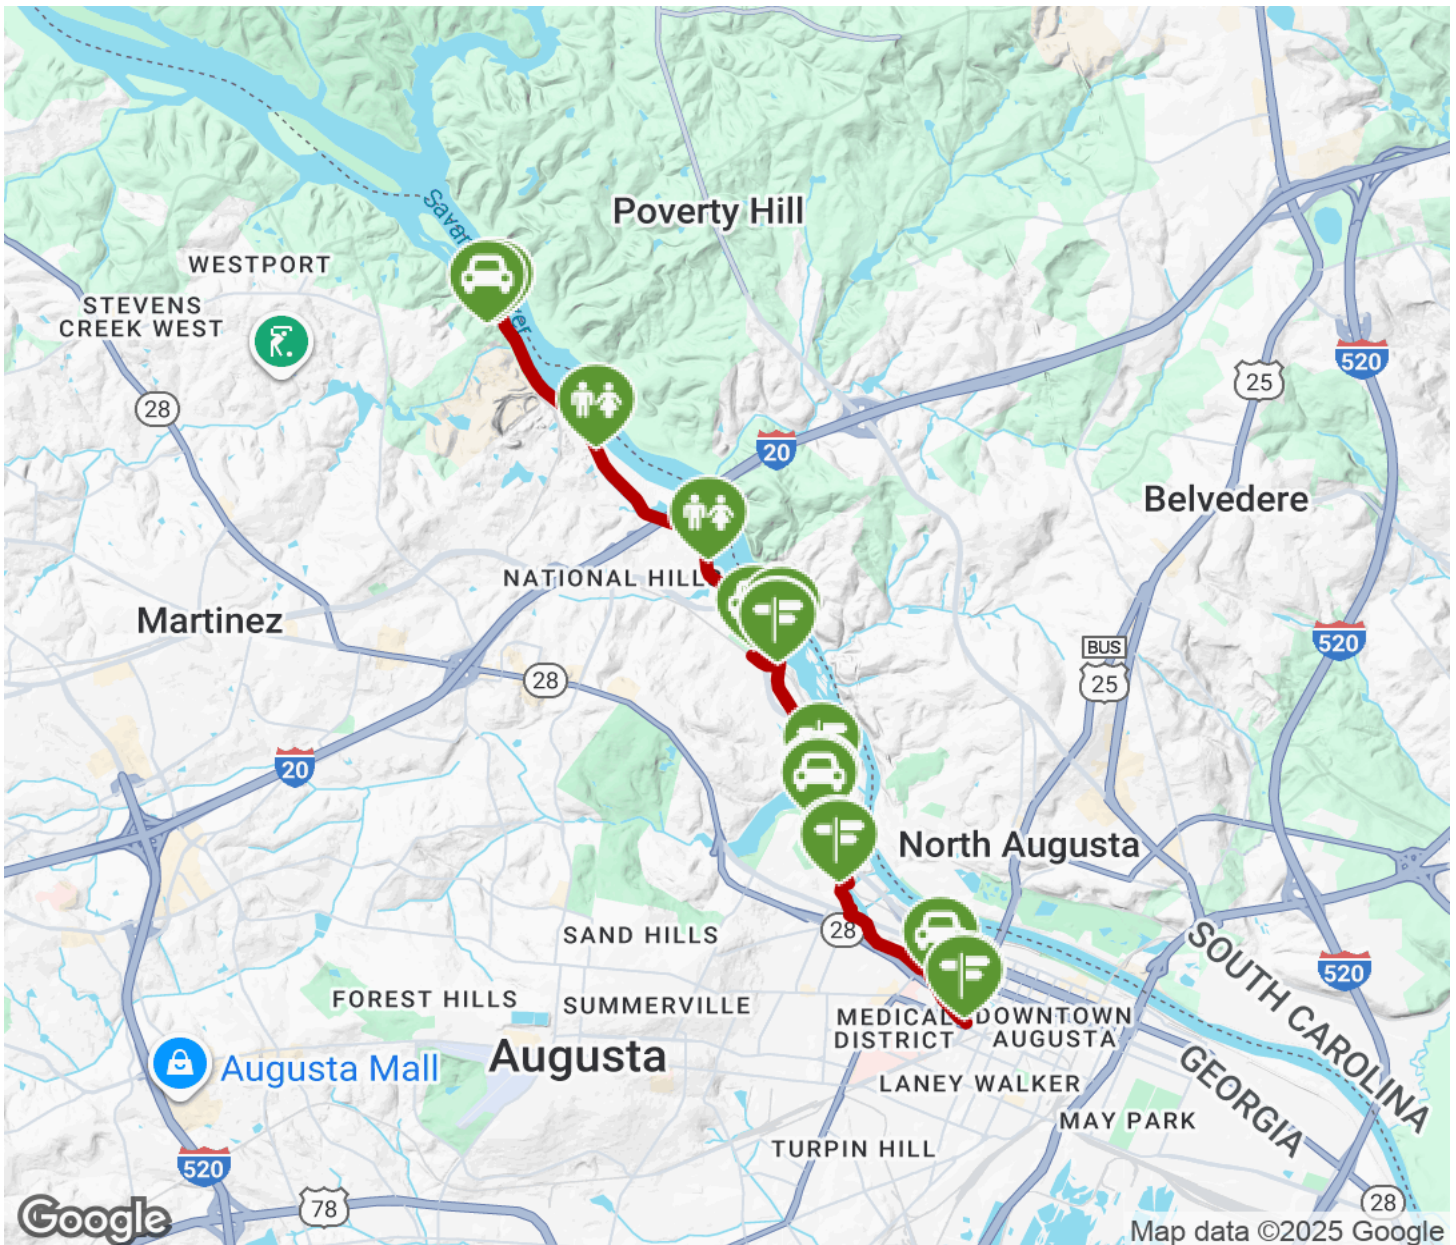 Poverty Hill
Savan
er
WESTPORT
STEVENS
CREEK WEST
520
25
28
20
Belvedere
NATIONAL HILL
Martinez
520
BUS
25
28
20
North Augusta
28
SAND HILLS
SOUTH CAROLINA
520
FOREST HILLS
SUMMERVILLE
MEDICAL
DISTRICT
DOWNTOWN
AUGUSTA
Augusta
Augusta Mall
LANEY WALKER
GEORGIA
MAY PARK
TURPIN HILL
520
78
28
Google
Map data ©2025 Google